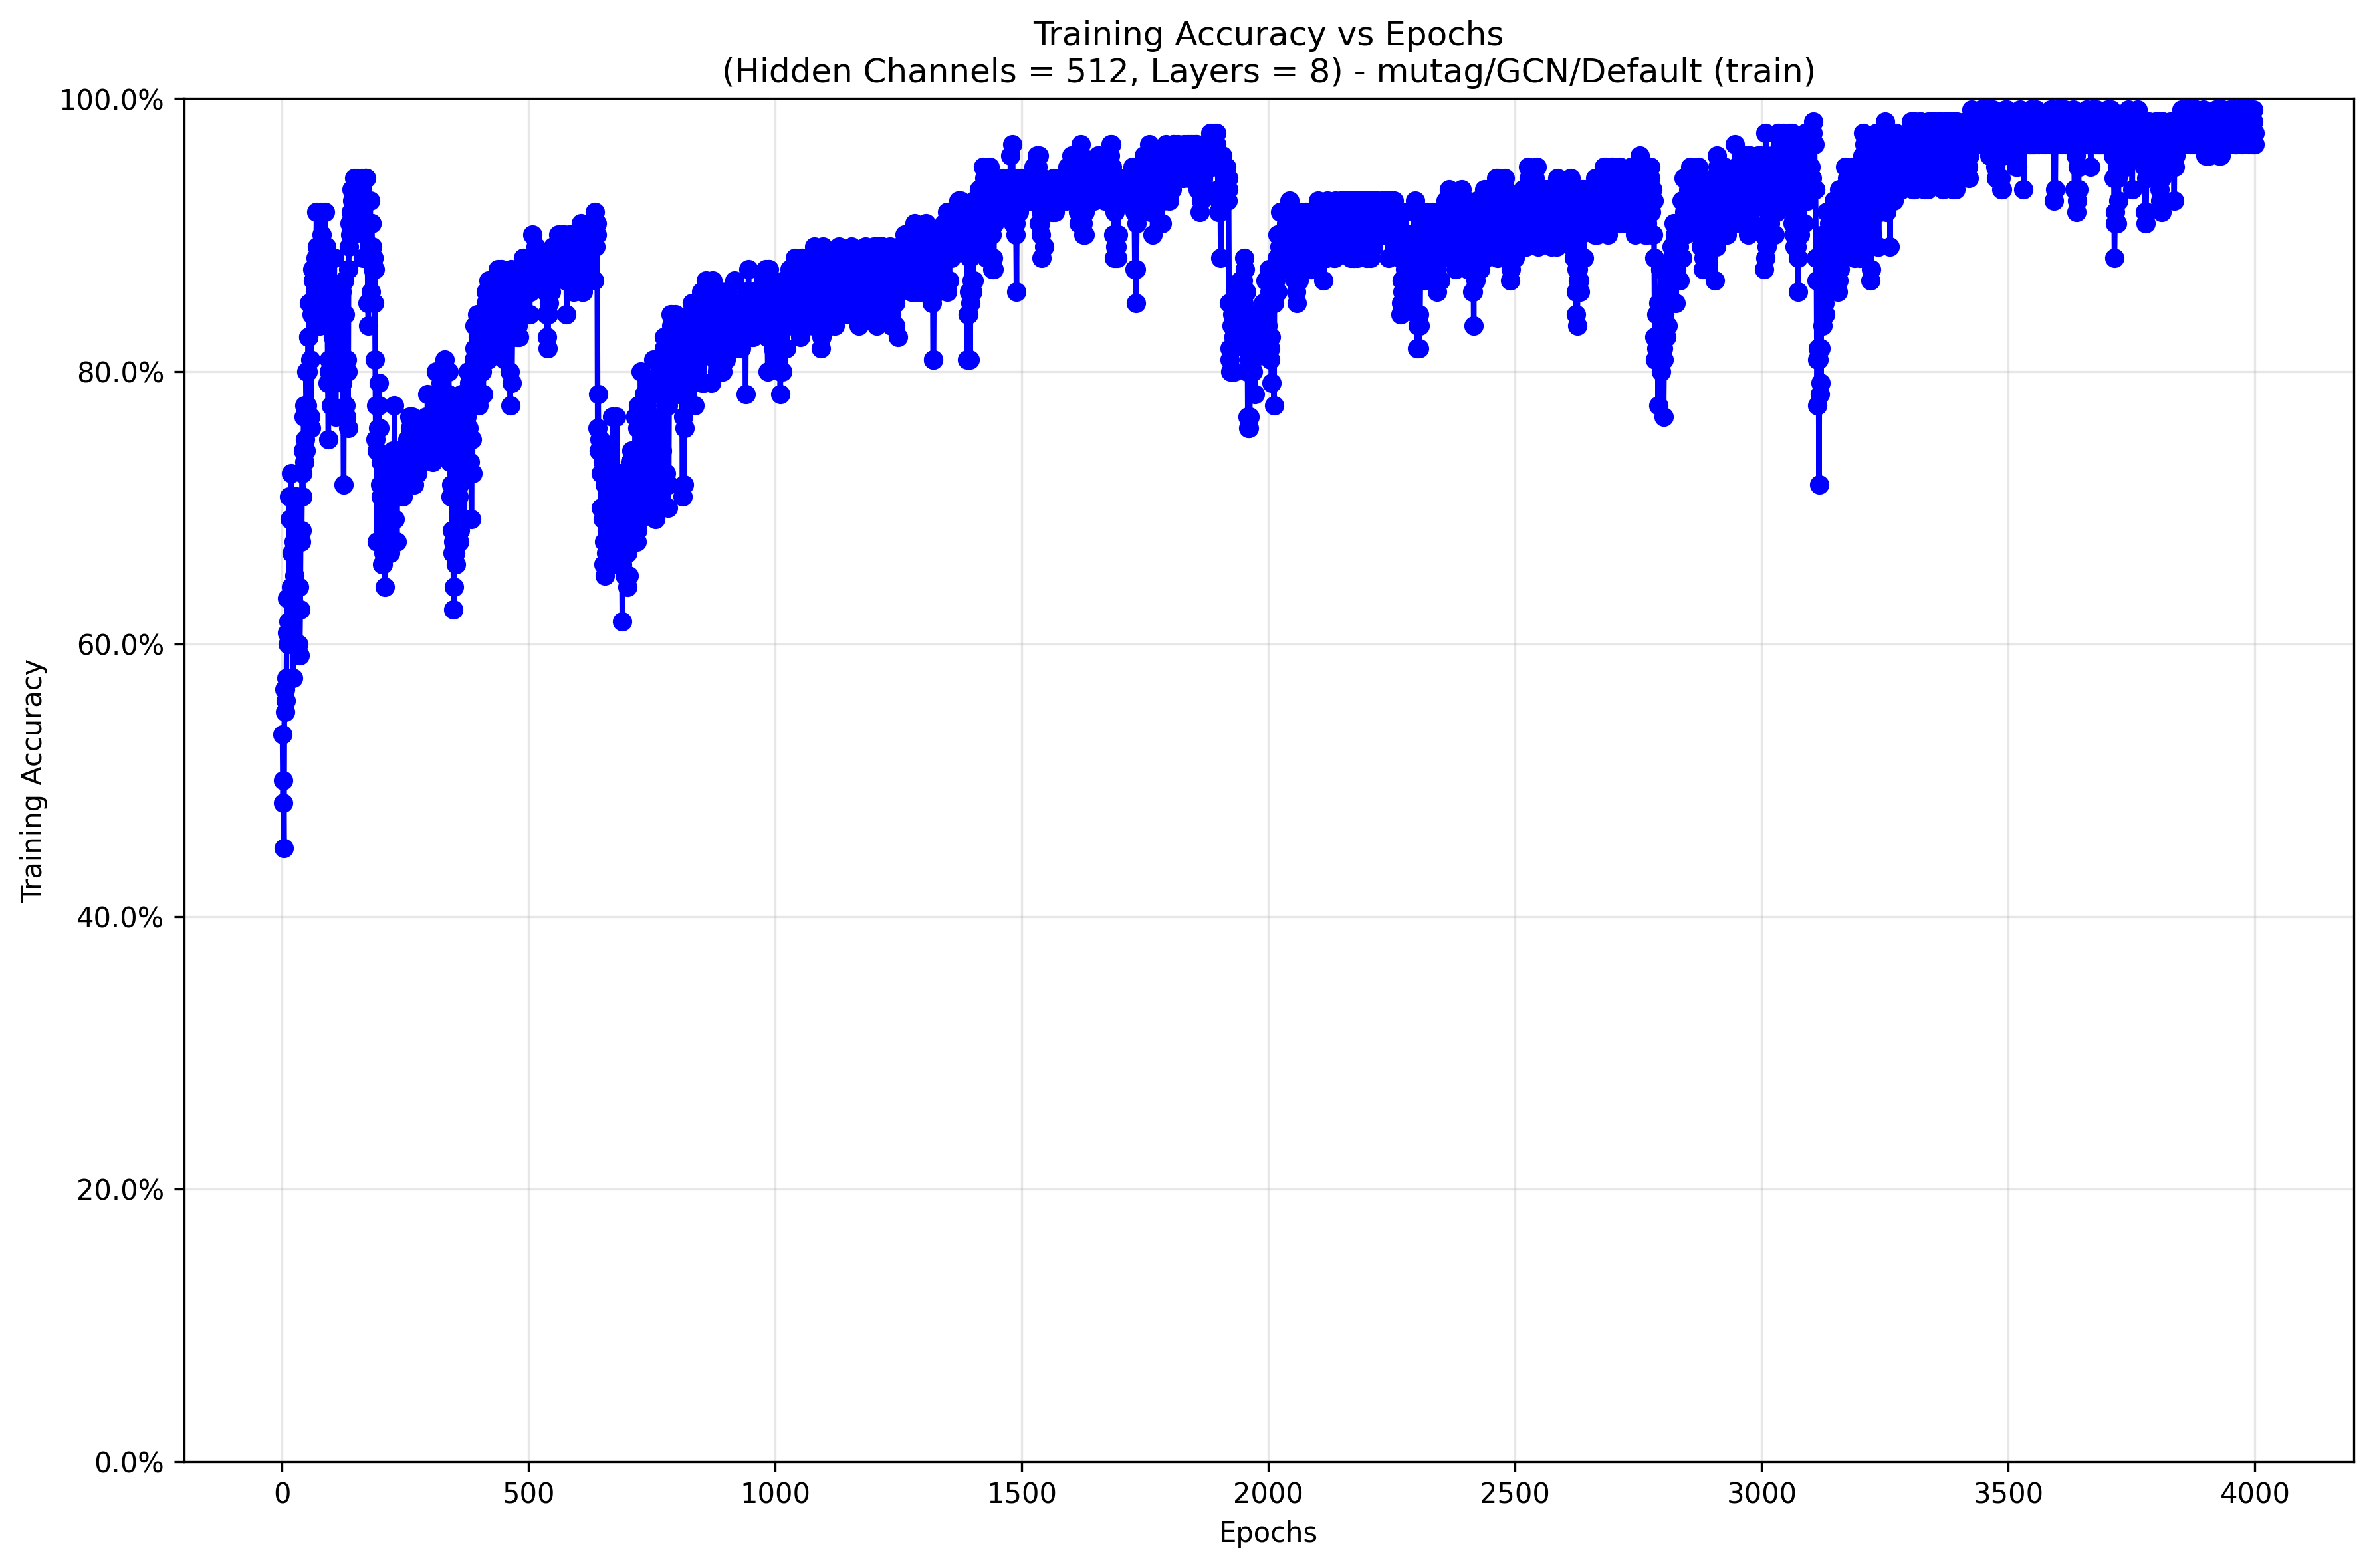 Training Accuracy vs Epochs
(Hidden Channels = 512, Layers = 8) - mutag/GCN/Default (train)
100.0%
80.0%
60.0%
40.0%
20.0%
0.0%
Training Accuracy
0 500 1000 1500 2000 2500 3000 3500 4000
Epochs